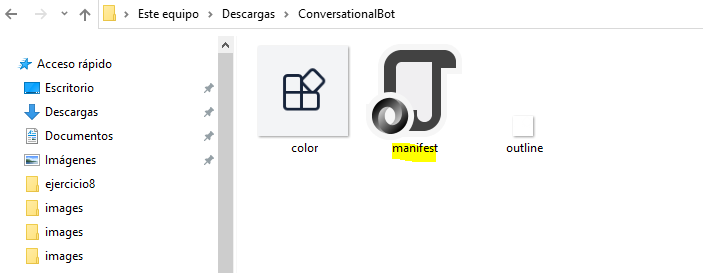 Este equipo > Descargas > ConversationalBot
Acceso rápido
Escritorio
Descargas
Documentos
Imágenes
ejercicio8
images
images
images
color
manifest
outline